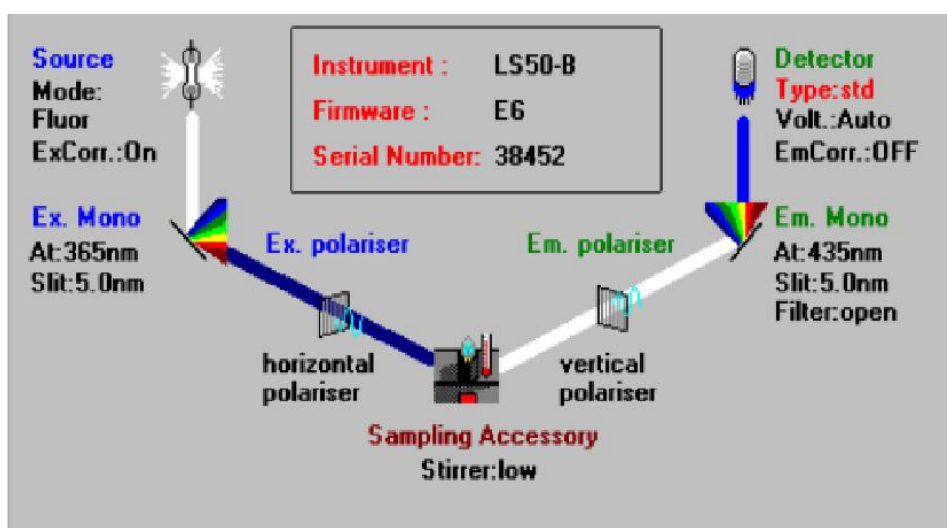 Source
Mode:
Fluor
ExCorr.:On
Instrument : LS50-B
Firmware : E6
Serial Number: 38452
Detector
Type:std
Volt.:Auto
EmCorr.:OFF
Ex. Mono
At:365nm
Slit:5.0nm
Ex. polariser
Em. polariser
Em. Mono
At:435nm
Slit:5.0nm
Filter:open
horizontal
polariser
vertical
polariser
Sampling Accessory
Stirrer:low